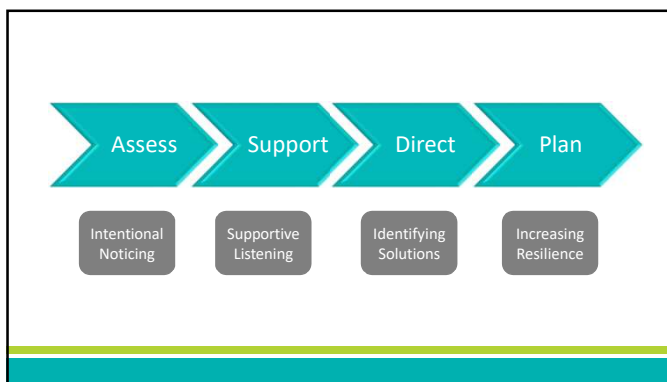 Assess
Support
Direct
Plan
Intentional
Noticing
Supportive
Listening
Identifying
Solutions
Increasing
Resilience